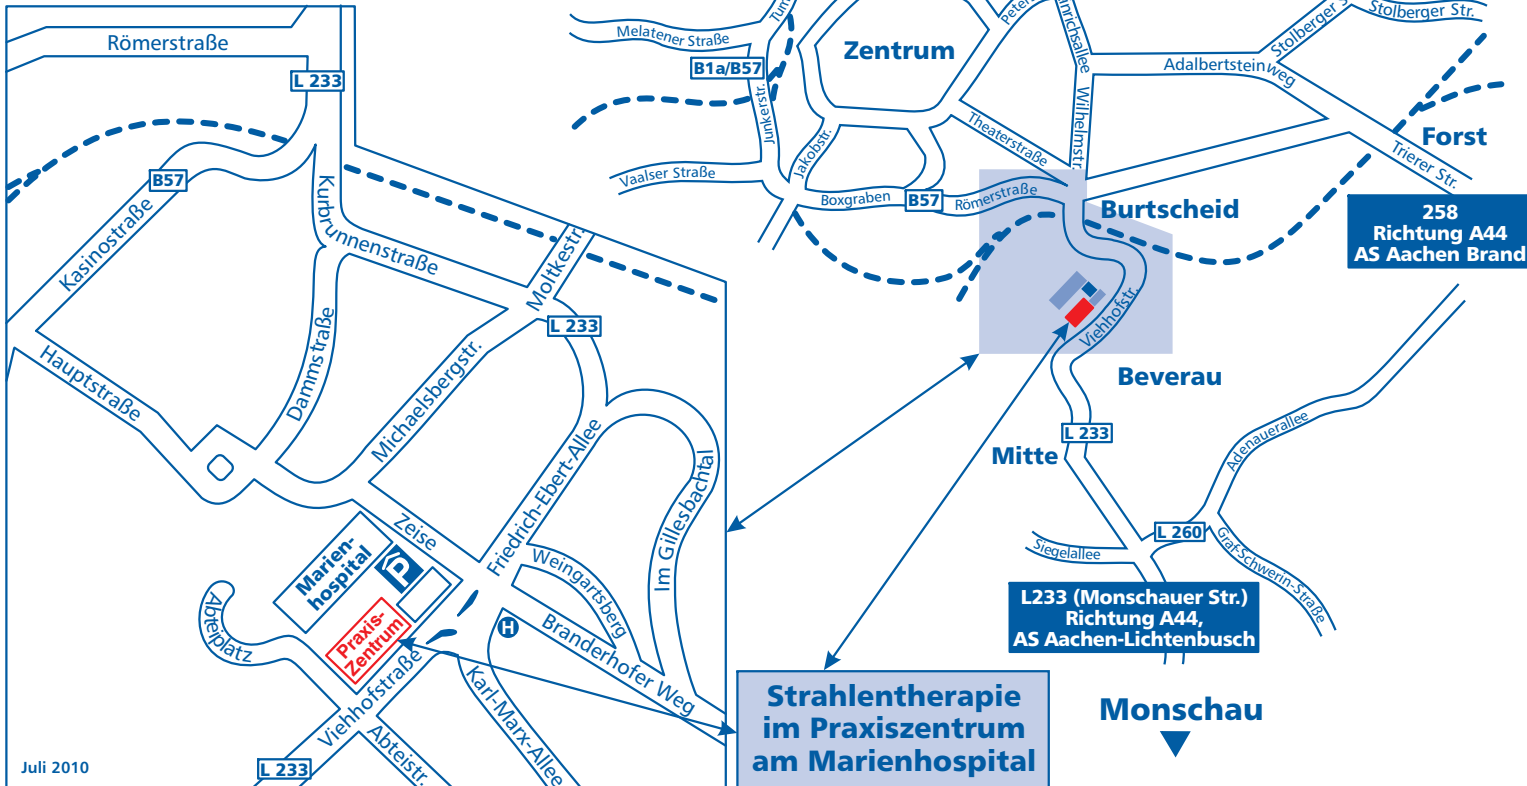 Römerstraße
L 233
B57
Kasinostraße
Kurbrunnenstraße
Moltkestr.
L 233
Hauptstraße
Dammstraße
Michaelsbergstr.
Friedrich-Ebert-Allee
Im Gillesbachtal
Zeise
Weingartsberg
Marien-
hospital
P
Praxis-
Zentrum
H
Branderhofer Weg
Abteiplatz
Viehhofstraße
Karl-Marx-Allee
Abteistr.
L 233
Juli 2010
Melatener Straße
B1a/B57
Junkerstr.
Zentrum
Jakobstr.
Vaalser Straße
Boxgraben
B57
Römerstraße
Theaterstraße
Wilhelmstr.
Adalbertsteinweg
Stolberger Str.
Forst
Trierer Str.
258
Richtung A44
AS Aachen Brand
Burtscheid
Viehhofstr.
Beverau
L 233
Mitte
Adenauerallee
L 260
Siegelallee
Graf-Schwerin-Straße
L233 (Monschauer Str.)
Richtung A44,
AS Aachen-Lichtenbusch
Monschau
Strahlentherapie
im Praxiszentrum
am Marienhospital